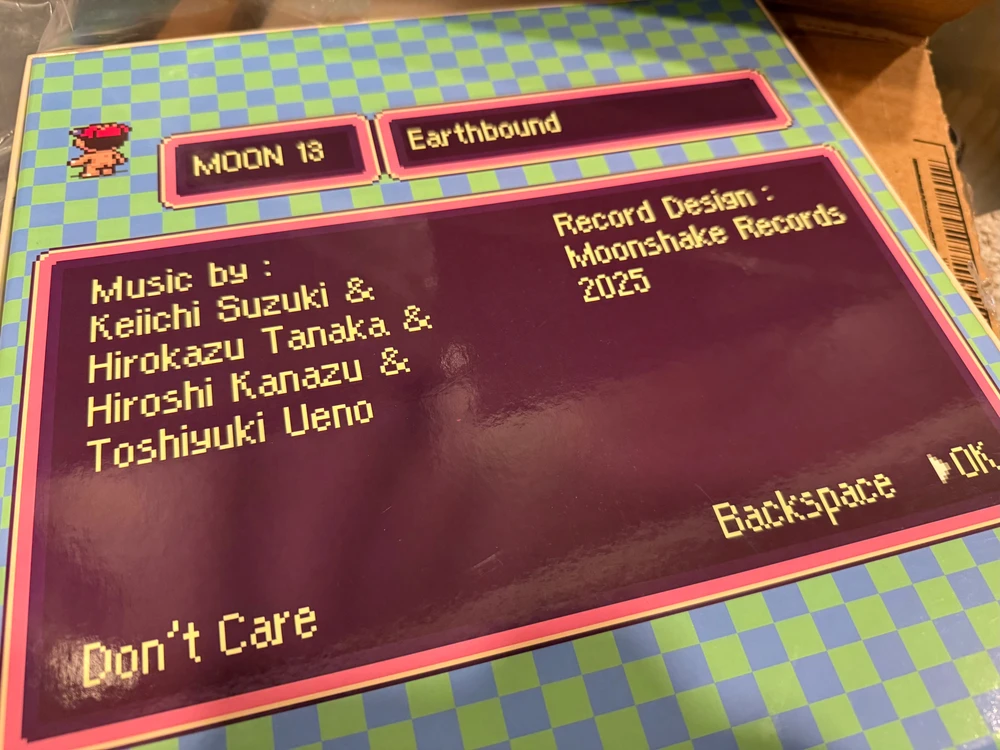 MOON 13
Earthbound
Music by :
Keiichi Suzuki &
Hirokazu Tanaka &
Hiroshi Kanazu &
Toshiyuki Ueno
Record Design :
Moonshake Records
2025
Don't Care
Backspace
▶OK